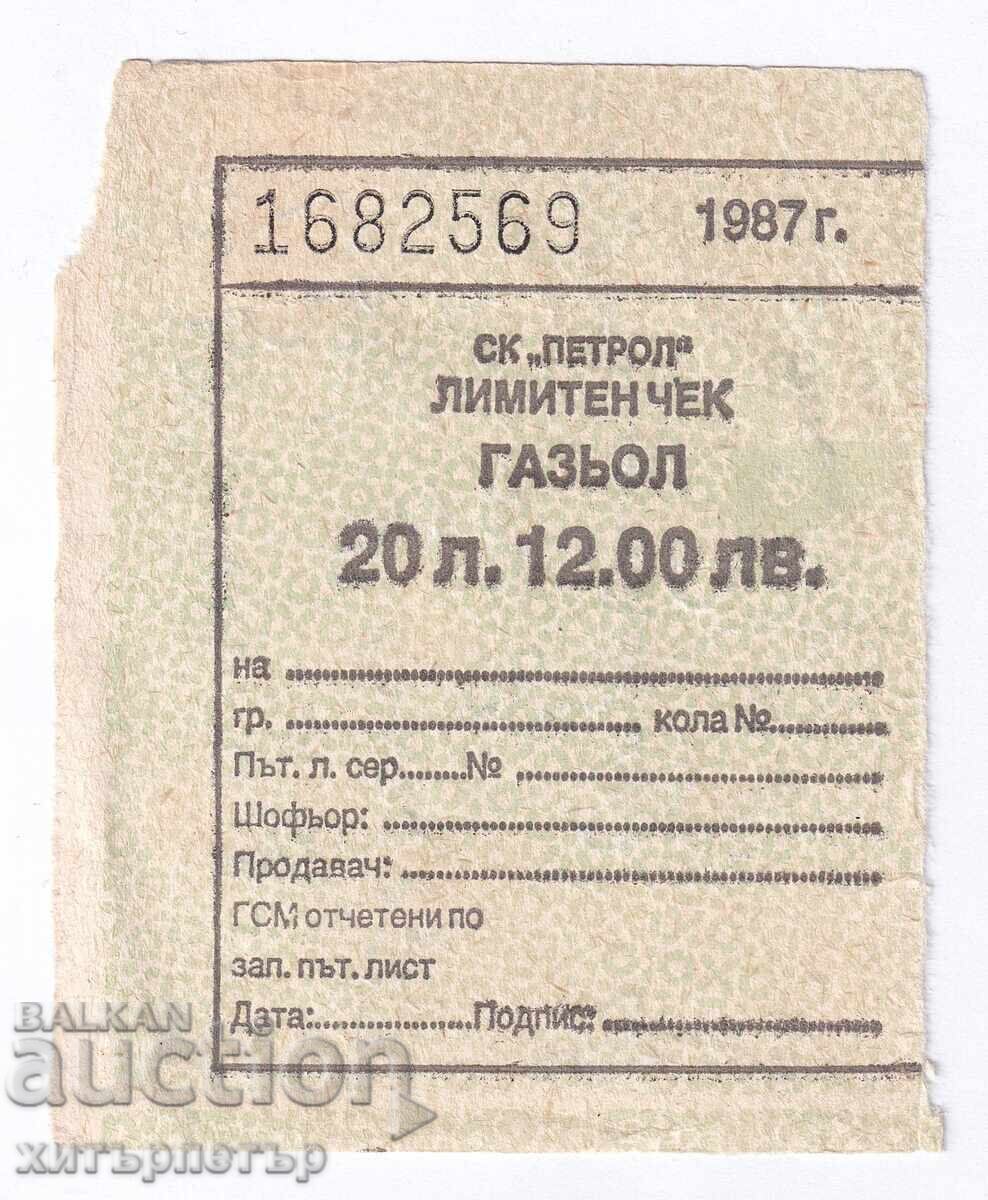 1682569 1987 г.
СК „ПЕТРОЛ“
ЛИМИТЕН ЧЕК
ГАЗЬОЛ
20 л. 12.00 лв.
на ........................................
гр. ........................ кола №..........
Път. л. сер........№ ........................
Шофьор: ........................................
Продавач: ........................................
ГСМ отчетени по
зап. път. лист
Дата:..................Подпис: ....................
BALKAN
auction
хитърпетър